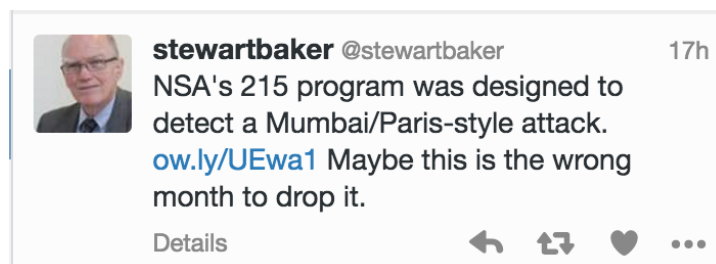 stewartbaker @stewartbaker 17h
NSA's 215 program was designed to
detect a Mumbai/Paris-style attack.
ow.ly/UEwa1 Maybe this is the wrong
month to drop it.
Details